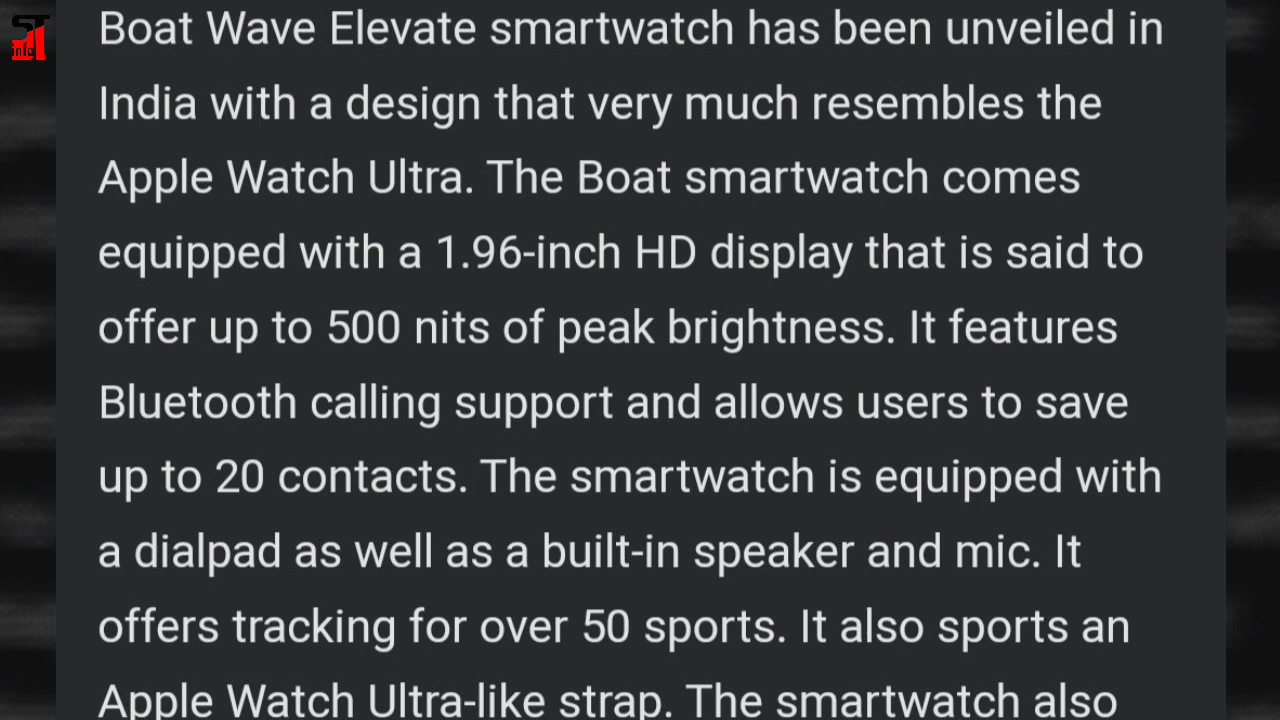 ST
info
Boat Wave Elevate smartwatch has been unveiled in
India with a design that very much resembles the
Apple Watch Ultra. The Boat smartwatch comes
equipped with a 1.96-inch HD display that is said to
offer up to 500 nits of peak brightness. It features
Bluetooth calling support and allows users to save
up to 20 contacts. The smartwatch is equipped with
a dialpad as well as a built-in speaker and mic. It
offers tracking for over 50 sports. It also sports an
Apple Watch Ultra-like strap. The smartwatch also